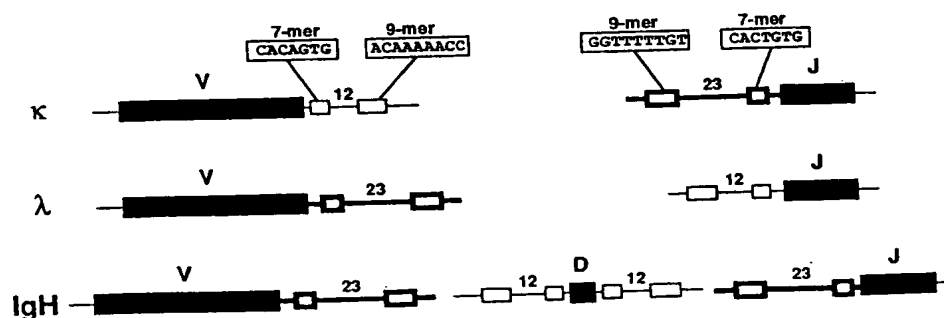 7-mer 9-mer 9-mer 7-mer
CACAGTG ACAAAAACC GGTTTTTGT CACTGTG
V J
κ 12 23
V J
λ 23 12
V D J
IgH 23 12 12 23